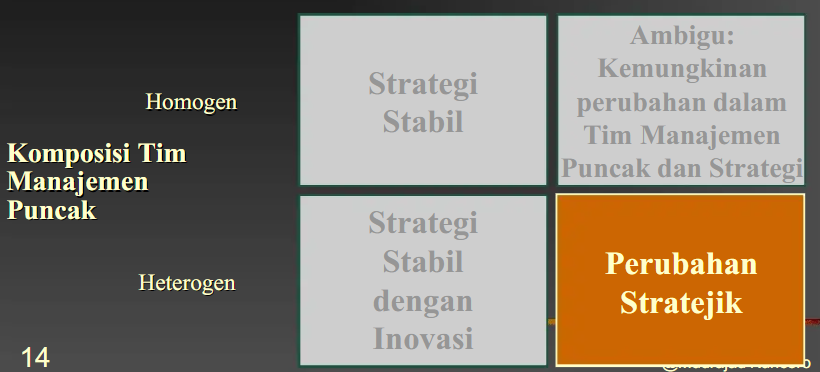 Homogen
Komposisi Tim
Manajemen
Puncak
Heterogen
Strategi
Stabil
Ambigu:
Kemungkinan
perubahan dalam
Tim Manajemen
Puncak dan Strategi
Strategi
Stabil
dengan
Inovasi
Perubahan
Stratejik
14